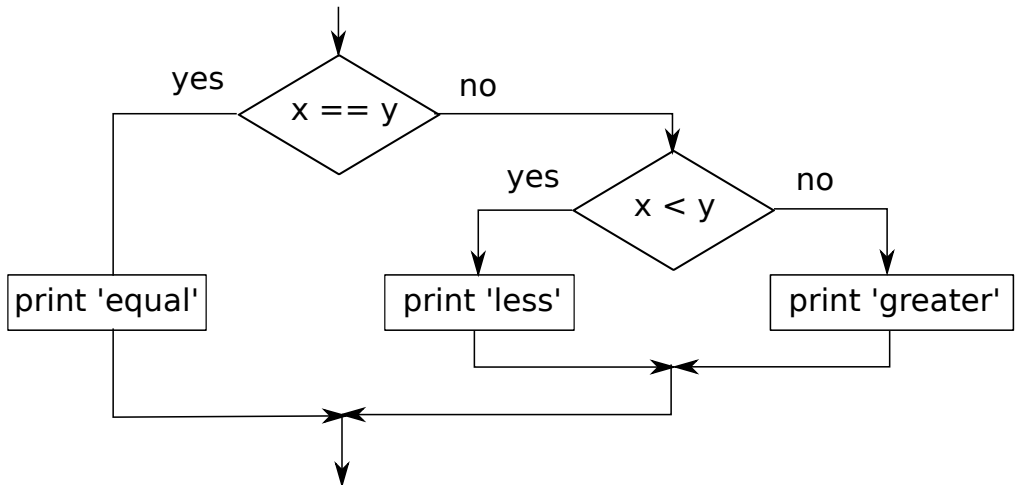 yes
x == y
no
yes
x < y
no
print 'equal'
print 'less'
print 'greater'